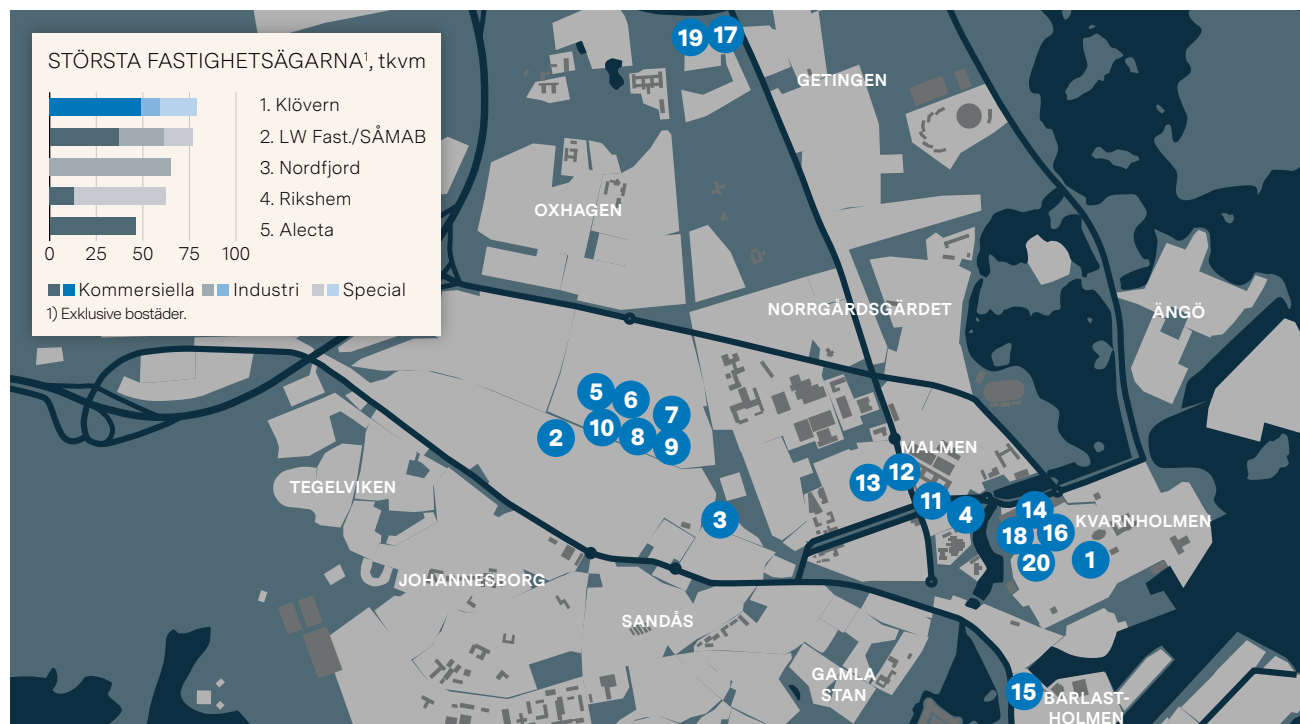 STÖRSTA FASTIGHETSÄGARNA¹, tkvm
1. Klövern
2. LW Fast./SÅMAB
3. Nordfjord
4. Rikshem
5. Alecta
0 25 50 75 100
Kommersiella Industri Special
1) Exklusive bostäder.
19 17
GETINGEN
OXHAGEN
NORRGÅRDSGÄRDET
ÄNGÖ
5 6
7
10 8
2 9
MALMEN
12
13
TEGELVIKEN
11
4
14
3
KVARNHOLMEN
18 16
20 1
JOHANNESBORG
SANDÅS
GAMLA
STAN
15
BARLAST-
HOLMEN